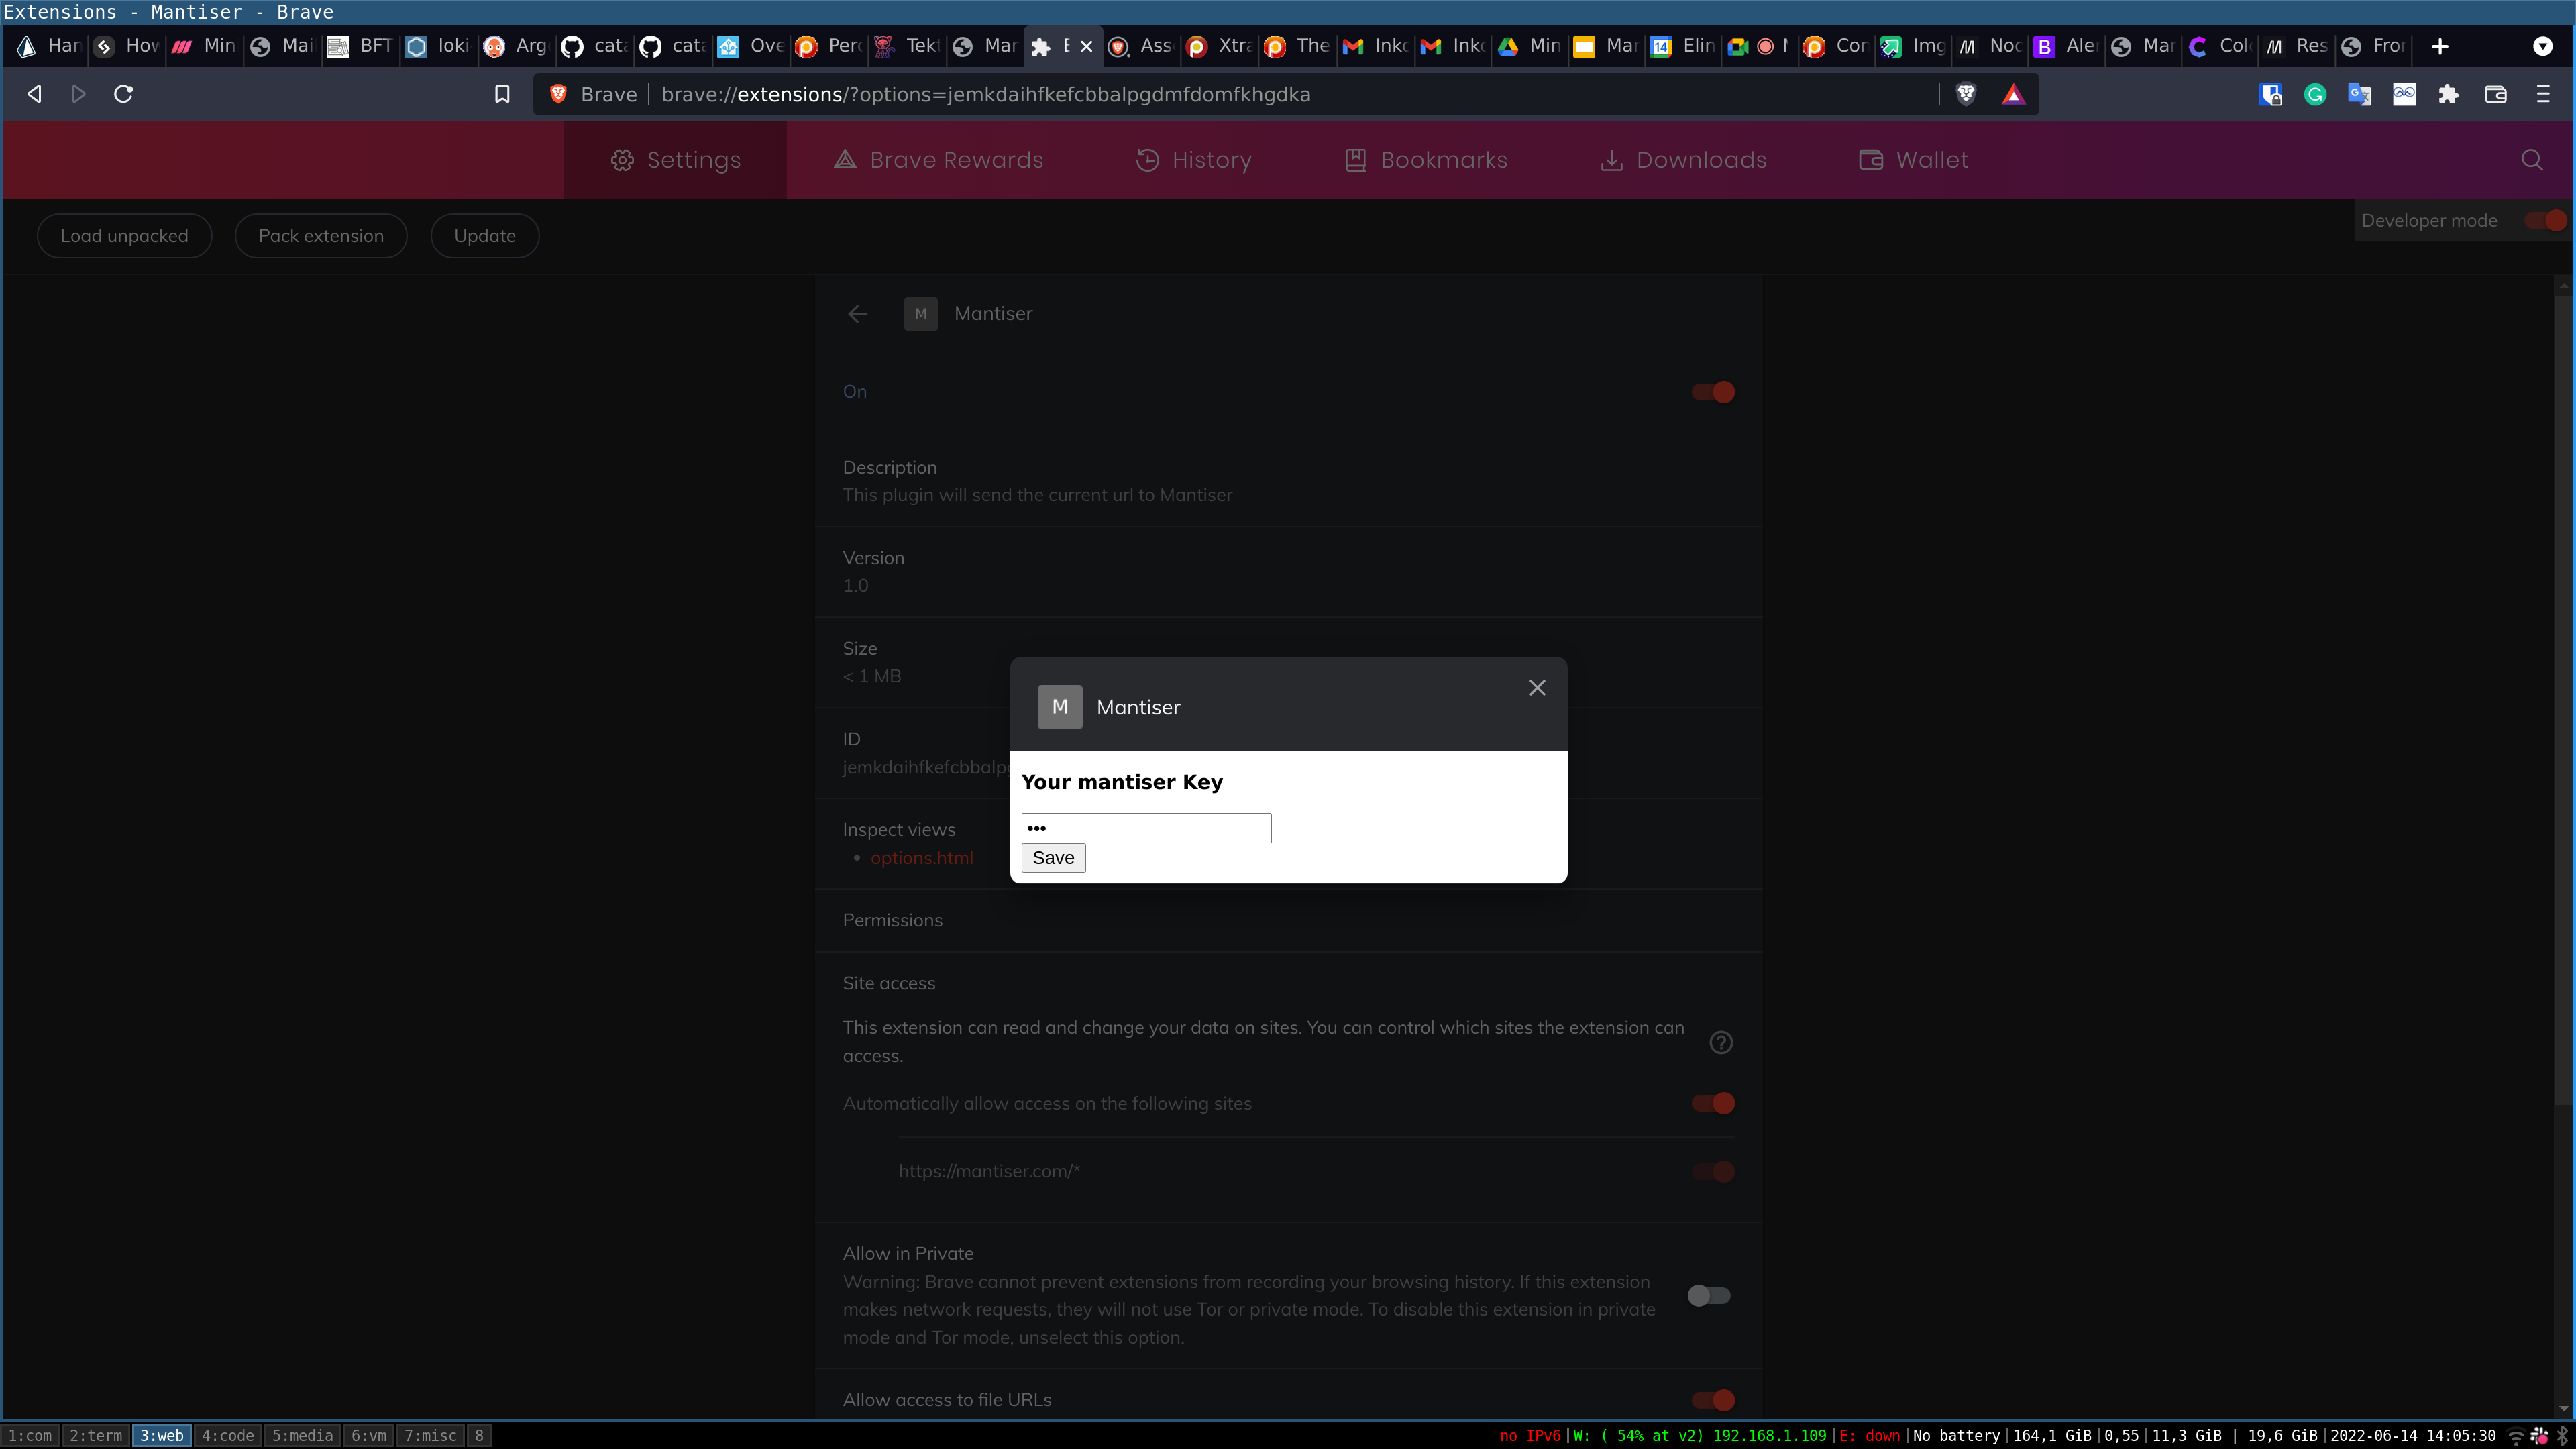 Extensions - Mantiser - Brave
Har How Min Mai BFT loki Argo cata cata Ove Perc Tekt Mar E Ass Xtra The Inko Inko Min Mar Elin Cor Img Noc Ale Mar Col Res Fror
Brave brave://extensions/?options=jemkdaihfkefcbbalpgdmfdomfkhgdka
Settings Brave Rewards History Bookmarks Downloads Wallet
Load unpacked Pack extension Update Developer mode
M Mantiser
On
Description
This plugin will send the current url to Mantiser
Version
1.0
Size
< 1 MB
M Mantiser
ID
jemkdaihfkefcbbalp
Your mantiser Key
•••
Save
Inspect views
• options.html
Permissions
Site access
This extension can read and change your data on sites. You can control which sites the extension can
access.
Automatically allow access on the following sites
https://mantiser.com/*
Allow in Private
Warning: Brave cannot prevent extensions from recording your browsing history. If this extension
makes network requests, they will not use Tor or private mode. To disable this extension in private
mode and Tor mode, unselect this option.
Allow access to file URLs
1:com 2:term 3:web 4:code 5:media 6:vm 7:misc 8 no IPv6|W: ( 54% at v2) 192.168.1.109|E: down|No battery|164,1 GiB|0,55|11,3 GiB | 19,6 GiB|2022-06-14 14:05:30